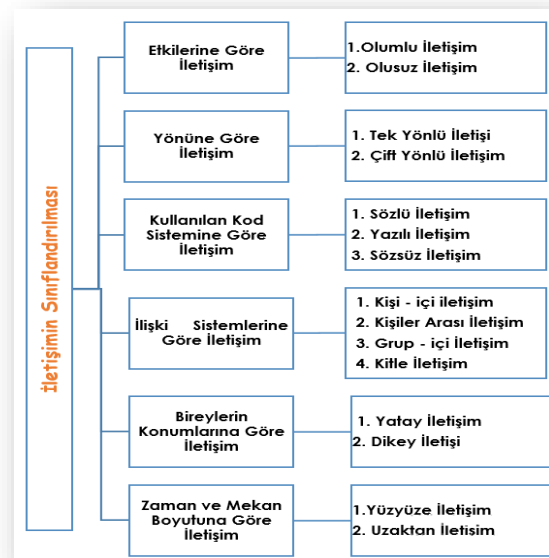 İletişimin Sınıflandırılması
Etkilerine Göre
İletişim
1.Olumlu İletişim
2. Olusuz İletişim
Yönüne Göre
İletişim
1. Tek Yönlü İletişi
2. Çift Yönlü İletişim
Kullanılan Kod
Sistemine Göre
İletişim
1. Sözlü İletişim
2. Yazılı İletişim
3. Sözsüz İletişim
İlişki Sistemlerine
Göre İletişim
1. Kişi - içi iletişim
2. Kişiler Arası İletişim
3. Grup - içi İletişim
4. Kitle İletişim
Bireylerin
Konumlarına Göre
İletişim
1. Yatay İletişim
2. Dikey İletişi
Zaman ve Mekan
Boyutuna Göre
İletişim
1.Yüzyüze İletişim
2. Uzaktan İletisim